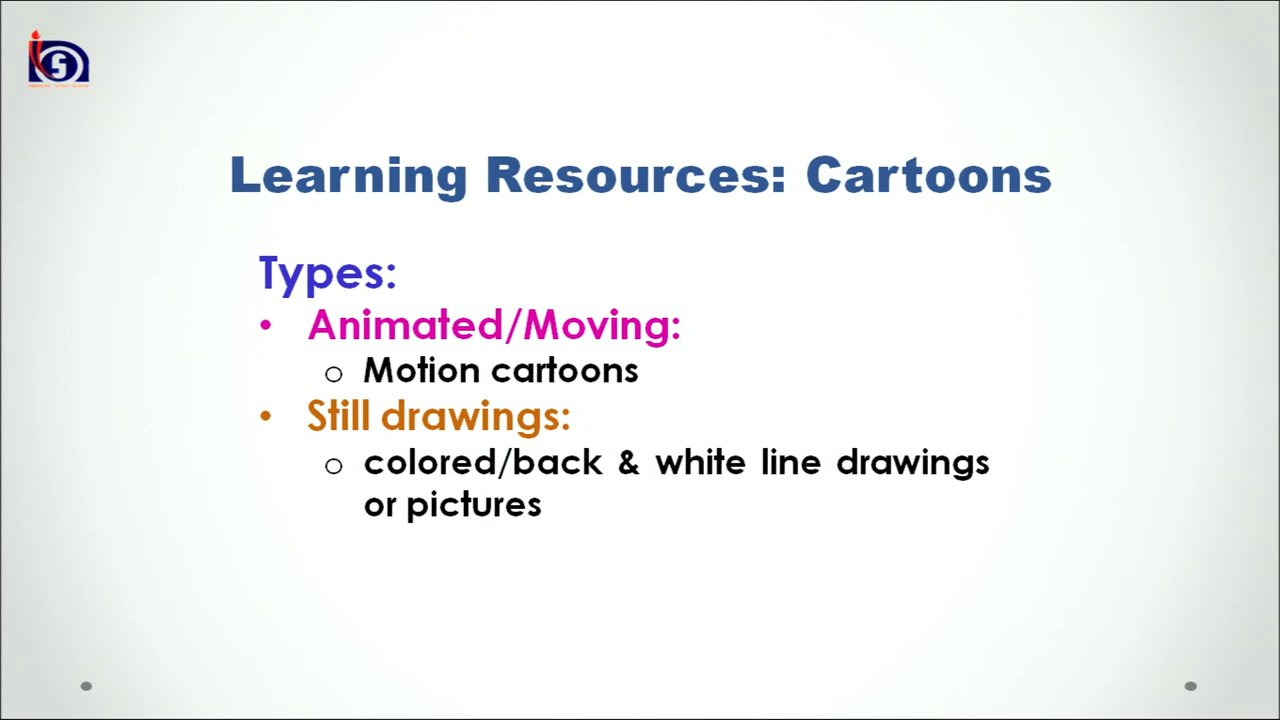 Learning Resources: Cartoons
Types:
• Animated/Moving:
o Motion cartoons
• Still drawings:
o colored/back & white line drawings
or pictures